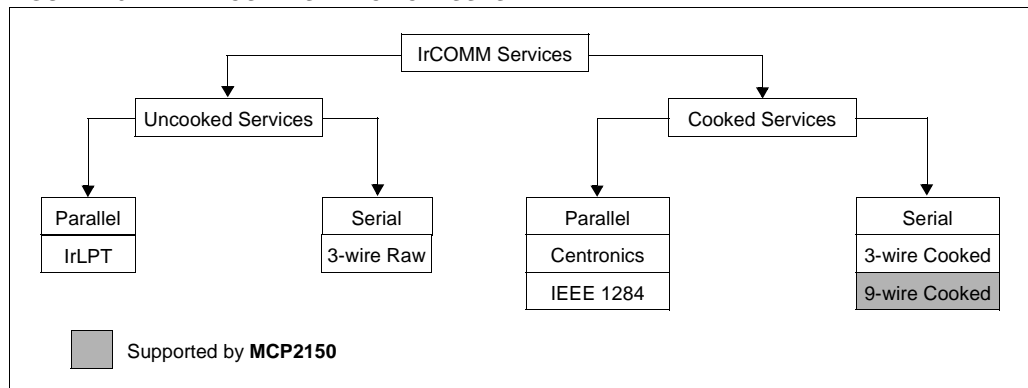 IrCOMM Services
Uncooked Services
Cooked Services
Parallel
IrLPT
Serial
3-wire Raw
Parallel
Centronics
IEEE 1284
Serial
3-wire Cooked
9-wire Cooked
Supported by MCP2150